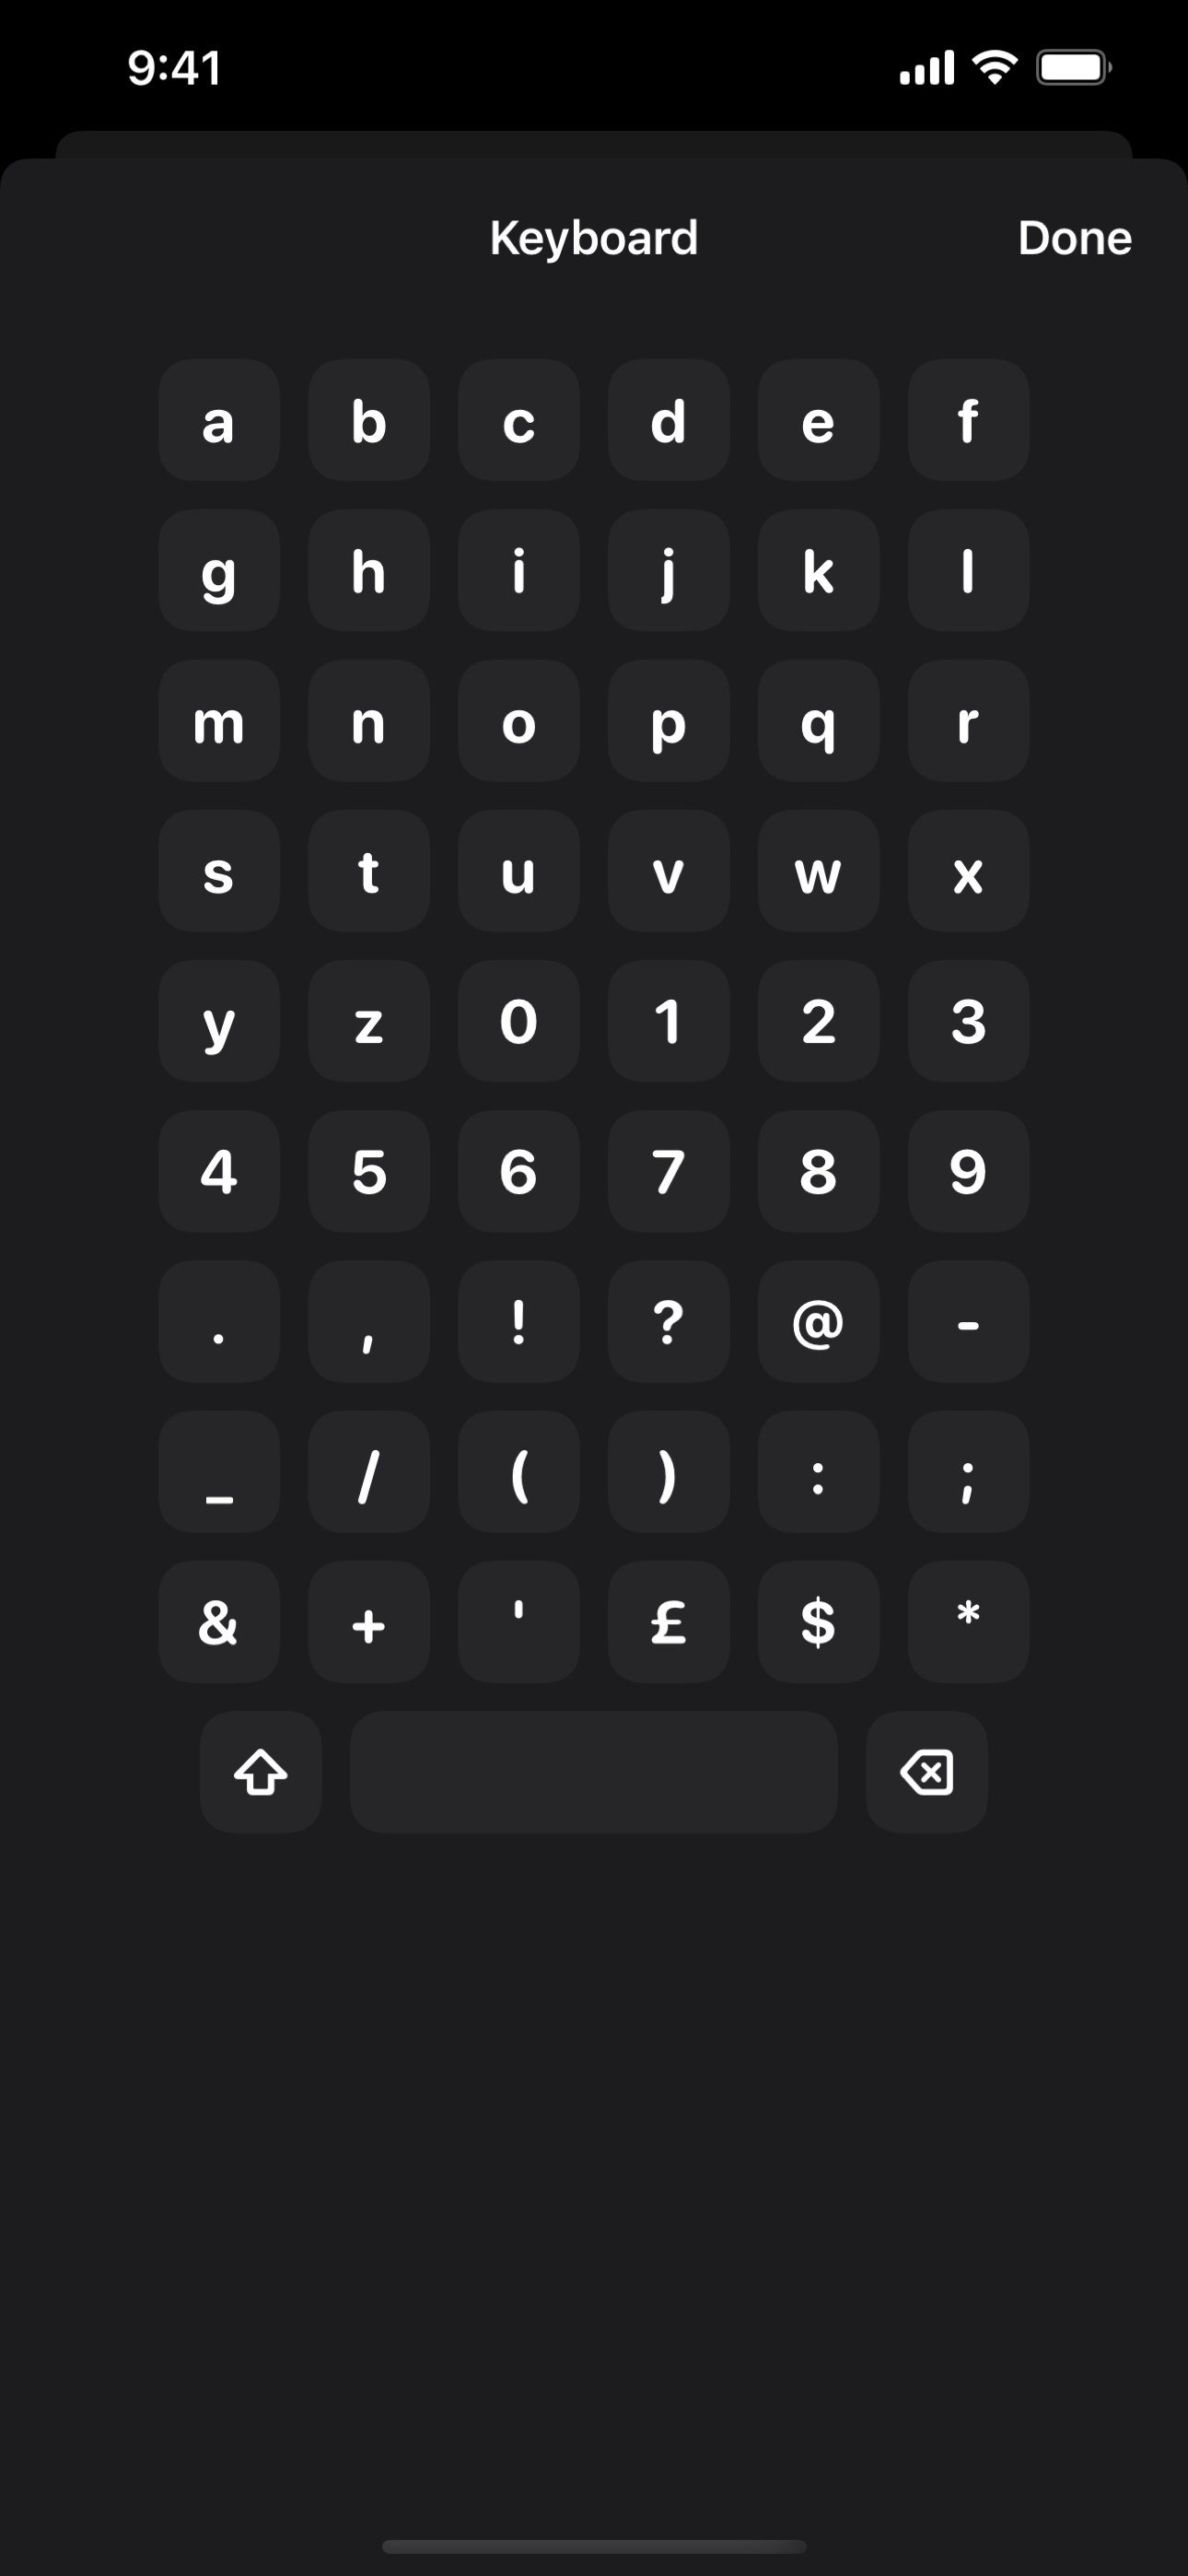 9:41
Keyboard Done
a b c d e f
g h i j k l
m n o p q r
s t u v w x
y z 0 1 2 3
4 5 6 7 8 9
. , ! ? @ -
_ / ( ) : ;
& + ' £ $ *